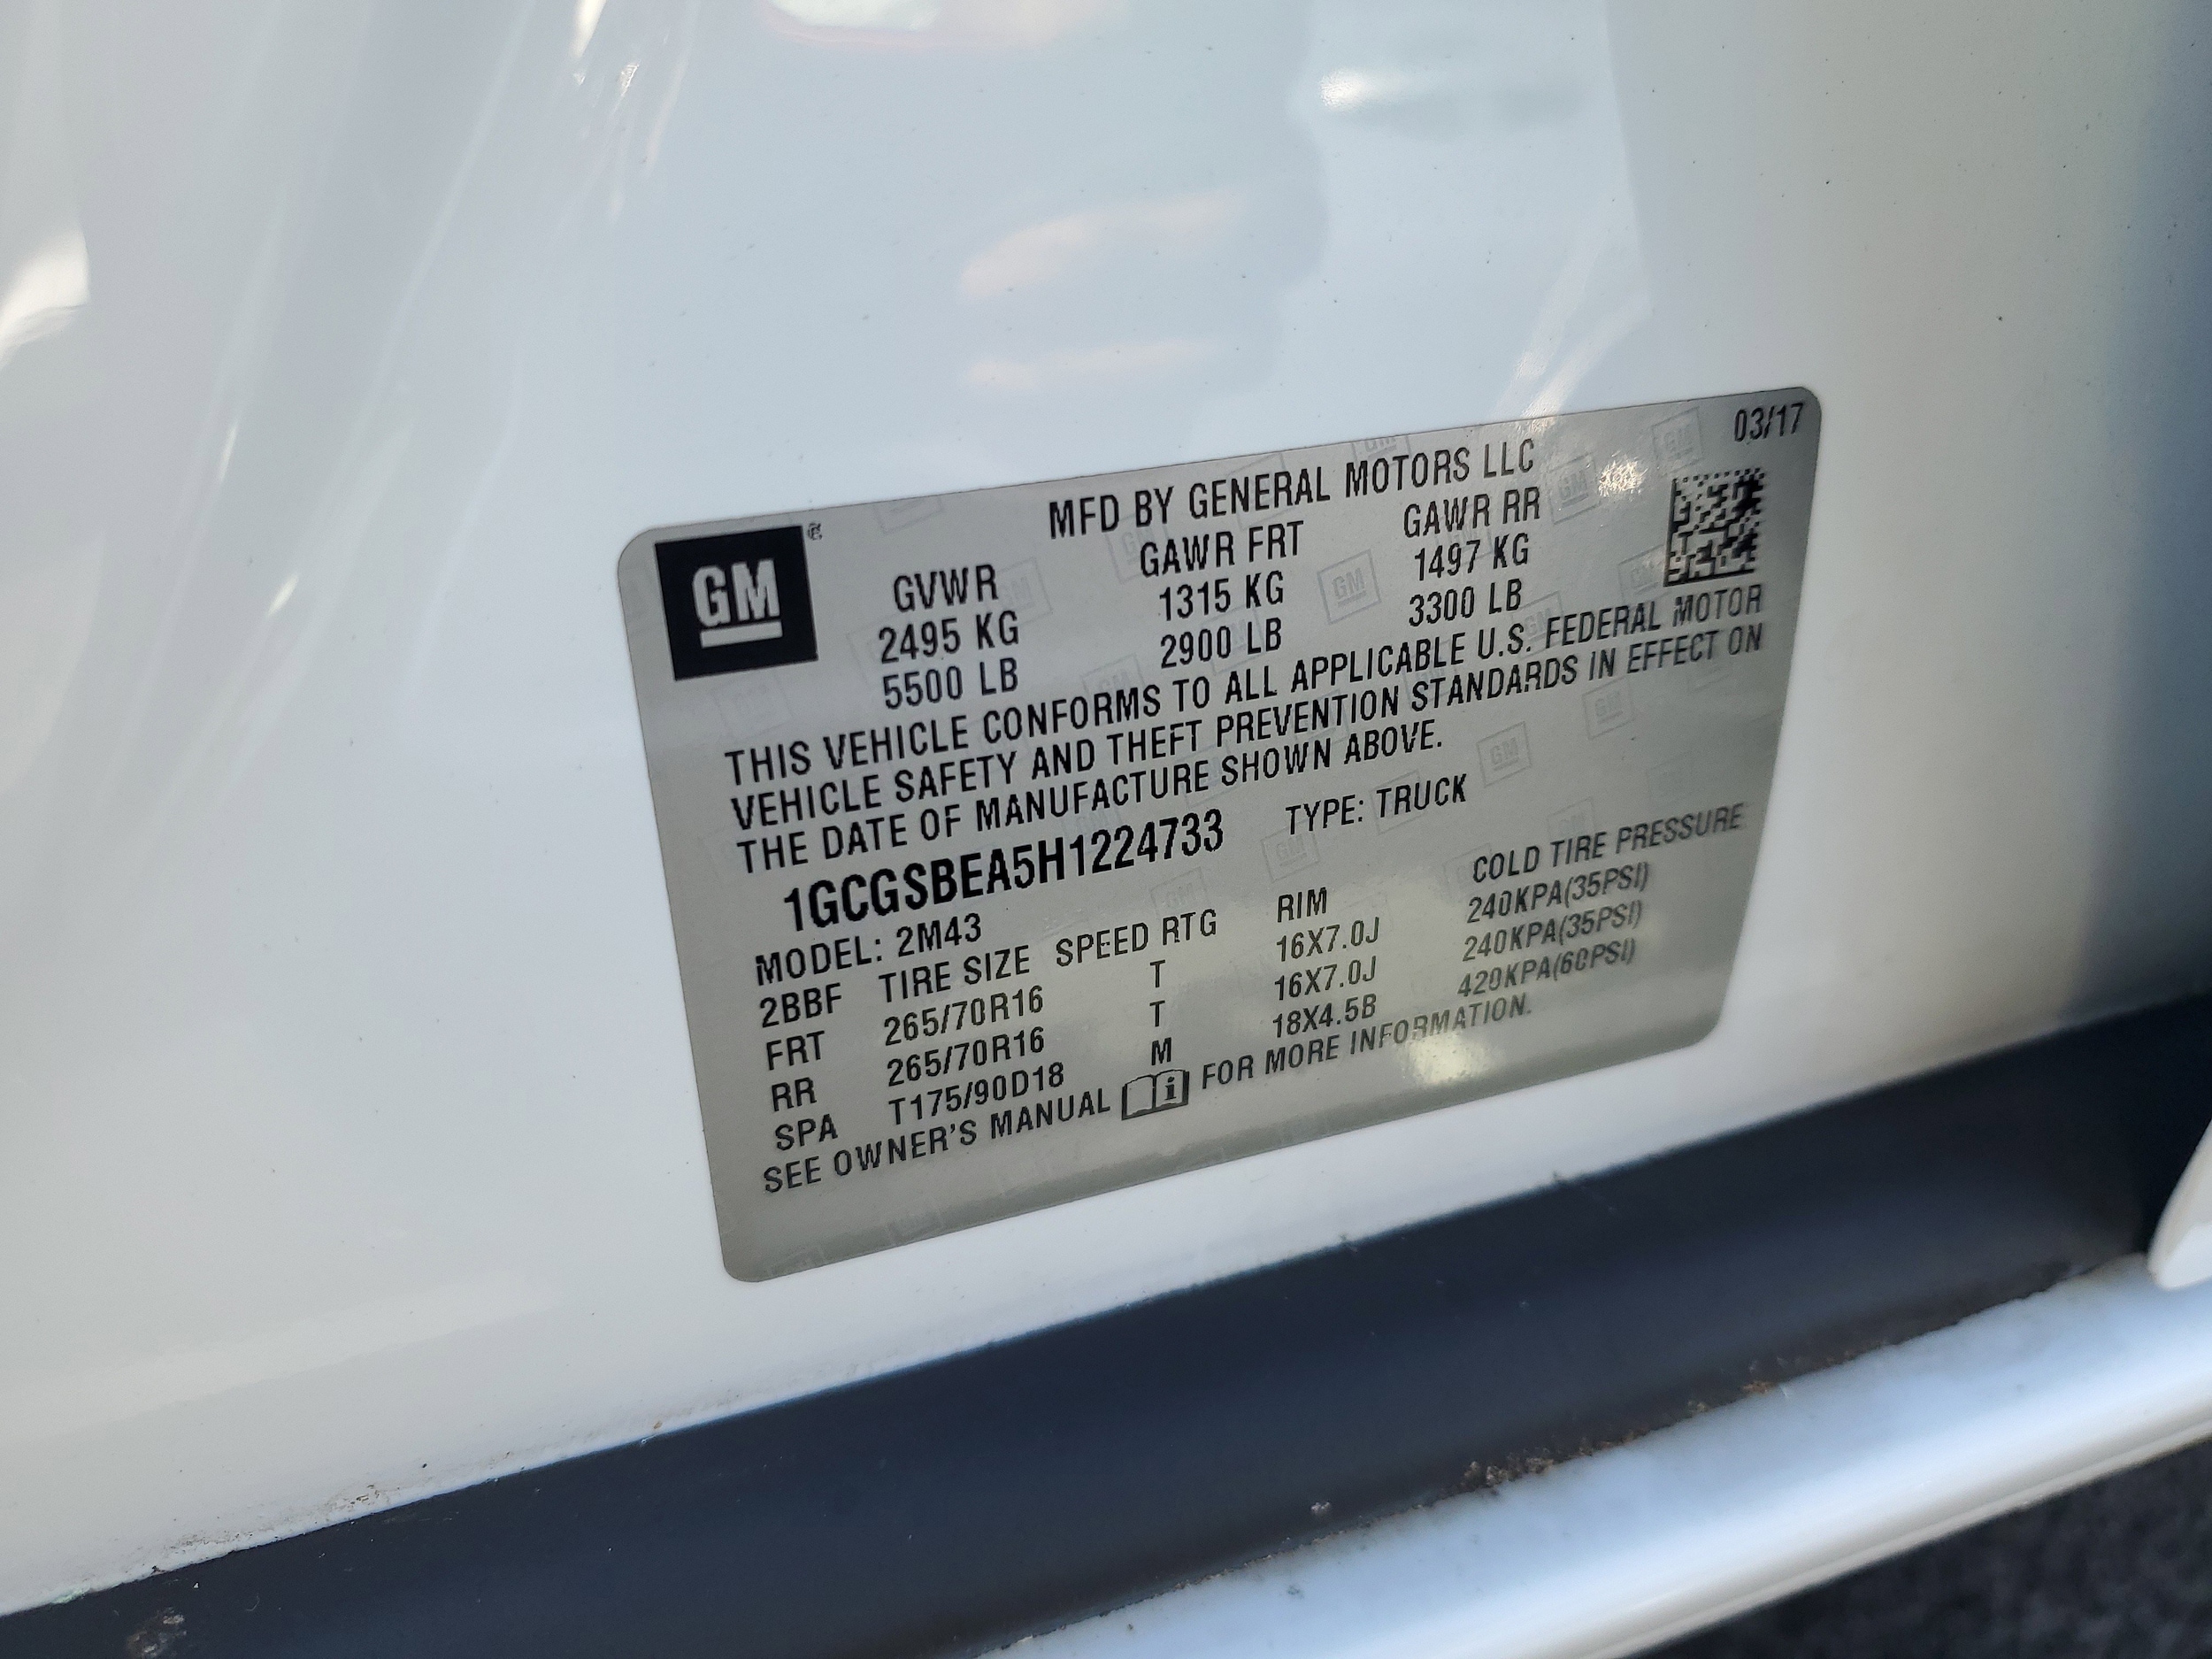 03/17
MFD BY GENERAL MOTORS LLC
GM
GVWR GAWR FRT GAWR RR
2495 KG 1315 KG 1497 KG
5500 LB 2900 LB 3300 LB
THIS VEHICLE CONFORMS TO ALL APPLICABLE U.S. FEDERAL MOTOR
VEHICLE SAFETY AND THEFT PREVENTION STANDARDS IN EFFECT ON
THE DATE OF MANUFACTURE SHOWN ABOVE.
1GCGSBEA5H1224733 TYPE: TRUCK
MODEL: 2M43
2BBF TIRE SIZE SPEED RTG RIM COLD TIRE PRESSURE
FRT 265/70R16 T 16X7.0J 240KPA(35PSI)
RR 265/70R16 T 16X7.0J 240KPA(35PSI)
SPA T175/90D18 M 18X4.5B 420KPA(60PSI)
SEE OWNER'S MANUAL FOR MORE INFORMATION.